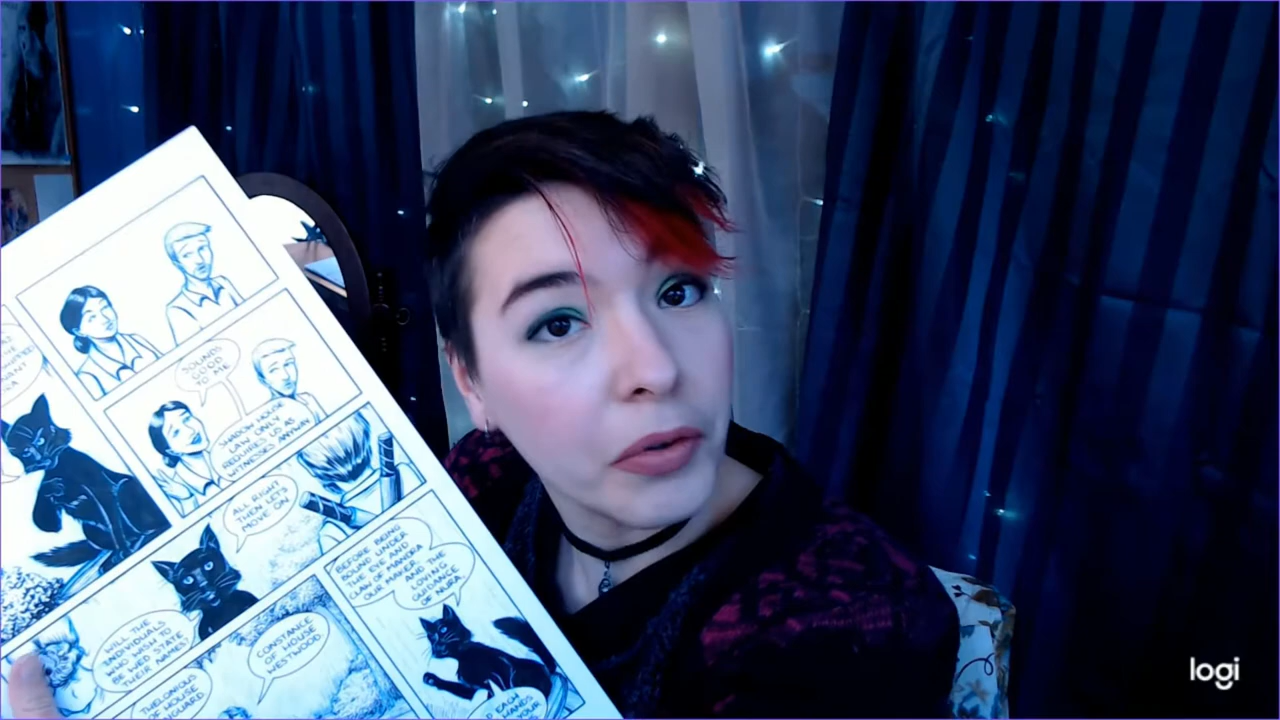 SOUNDS
GOOD
TO ME
SHADOW HOUSE
LAW ONLY
REQUIRES US AS
WITNESSES ANYWAY
ALL RIGHT
THEN LET'S
MOVE ON.
WILL THE
INDIVIDUALS
WHO WISH TO
BE WED STATE
THEIR NAMES?
THELONIOUS
OF HOUSE
CONSTANCE
OF HOUSE
WESTWOOD.
BEFORE BEING
BOUND UNDER
THE EYE AND
CLAW OF MANDRA
OUR MAKER
AND THE
LOVING
GUIDANCE
OF NURA.
EACH
HANDS
YOUR
logi